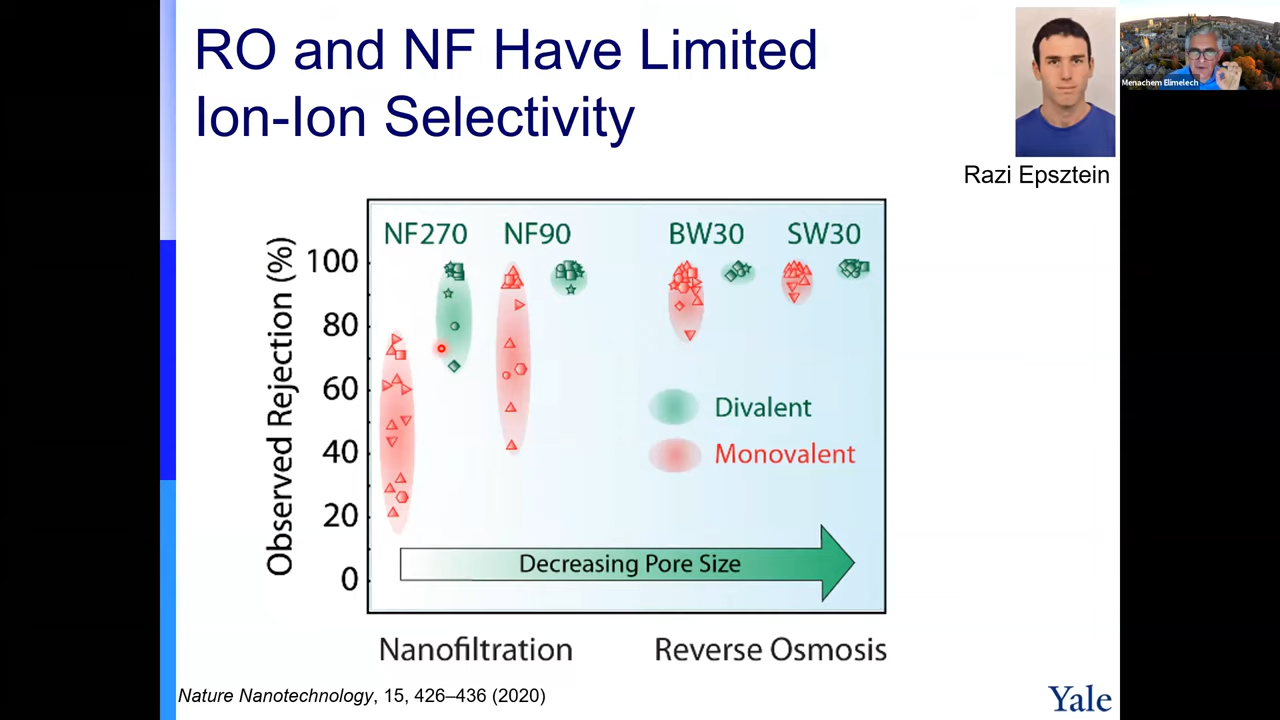 RO and NF Have Limited
Ion-Ion Selectivity
Menachem Elimelech
Razi Epsztein
NF270 NF90 BW30 SW30
Observed Rejection (%)
100
80
60
40
20
0
Divalent
Monovalent
Decreasing Pore Size
Nanofiltration Reverse Osmosis
Nature Nanotechnology, 15, 426–436 (2020)
Yale